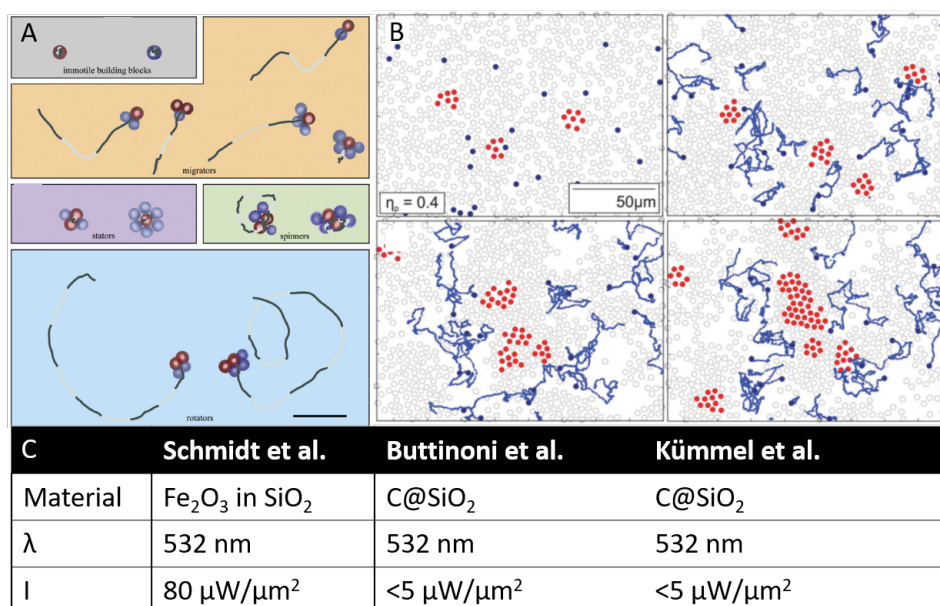 A
immotile building blocks
migrators
stators
spinners
rotators
B
ηp = 0.4
50μm
C Schmidt et al. Buttinoni et al. Kümmel et al.
Material Fe₂O₃ in SiO₂ C@SiO₂ C@SiO₂
λ 532 nm 532 nm 532 nm
I 80 μW/μm² <5 μW/μm² <5 μW/μm²